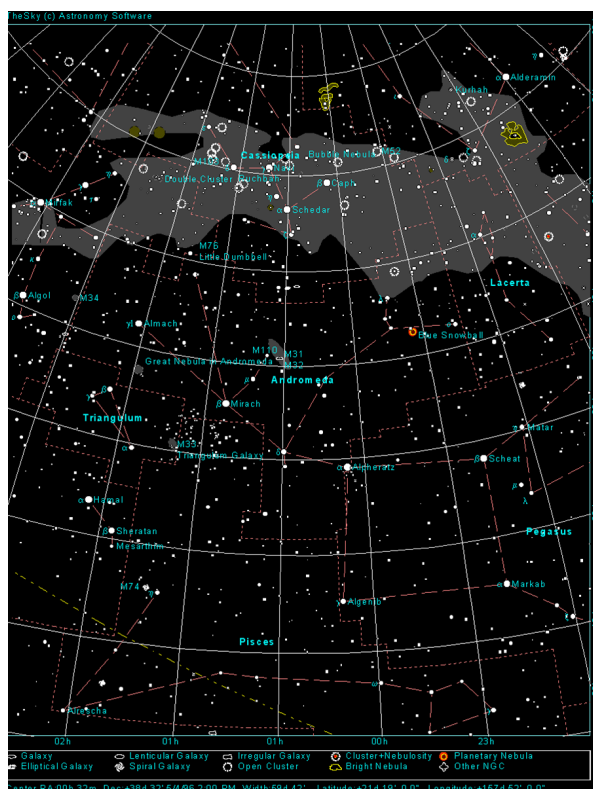 TheSky (c) Astronomy Software
α Alderamin
Kurhah
Cassiopeia
Bubble Nebula
M52
M103
Navi
Double Cluster
Ruchbah
β Caph
α Schedar
Mirfak
M76
Little Dumbell
Lacerta
β Algol
M34
γ Almach
Blue Snowball
M110
M31
Great Nebula in Andromeda
M32
Andromeda
β Mirach
Triangulum
Matar
M33
Triangulum Galaxy
β Scheat
Alpheratz
α Hamal
Pegasus
β Sheratan
Mesarthim
M74
α Markab
γ Algenib
Pisces
Alrescha
02h
01h
01h
00h
23h
Galaxy
Lenticular Galaxy
Irregular Galaxy
Cluster+Nebulosity
Planetary Nebula
Elliptical Galaxy
Spiral Galaxy
Open Cluster
Bright Nebula
Other NGC